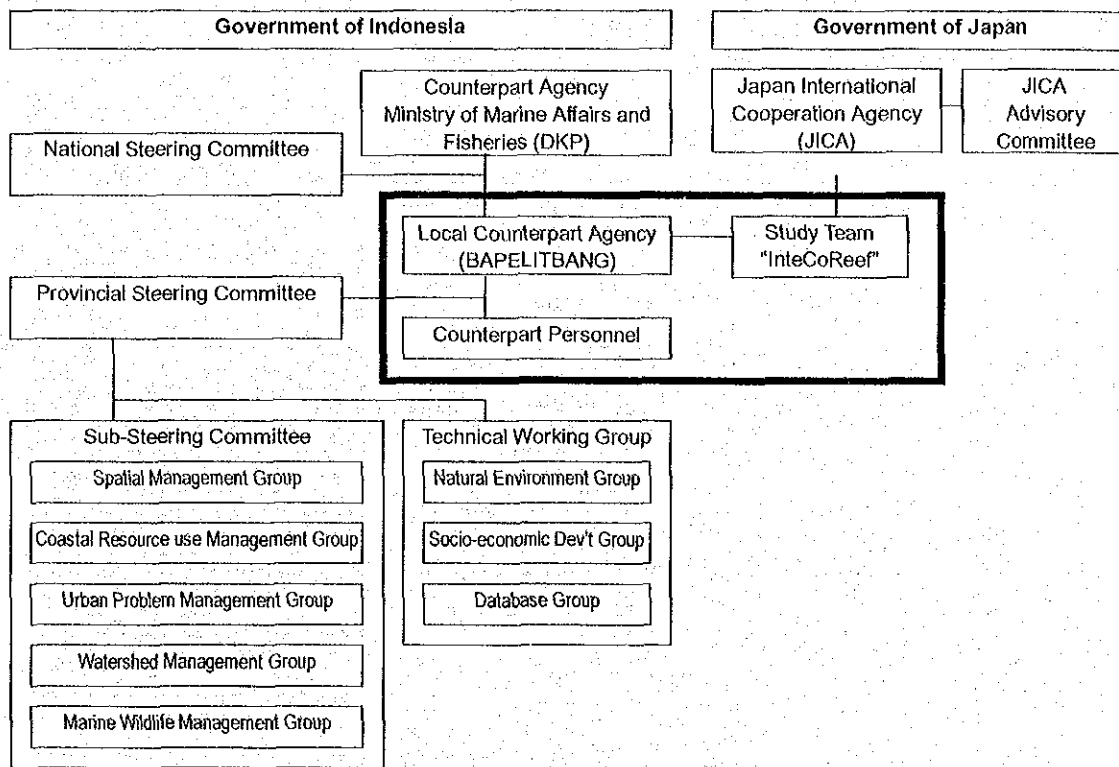 Government of Indonesia
Government of Japan
Counterpart Agency
Ministry of Marine Affairs and
Fisheries (DKP)
Japan International
Cooperation Agency
(JICA)
JICA
Advisory
Committee
National Steering Committee
Local Counterpart Agency
(BAPELITBANG)
Study Team
"InteCoReef"
Provincial Steering Committee
Counterpart Personnel
Sub-Steering Committee
Spatial Management Group
Coastal Resource use Management Group
Urban Problem Management Group
Watershed Management Group
Marine Wildlife Management Group
Technical Working Group
Natural Environment Group
Socio-economic Dev't Group
Database Group